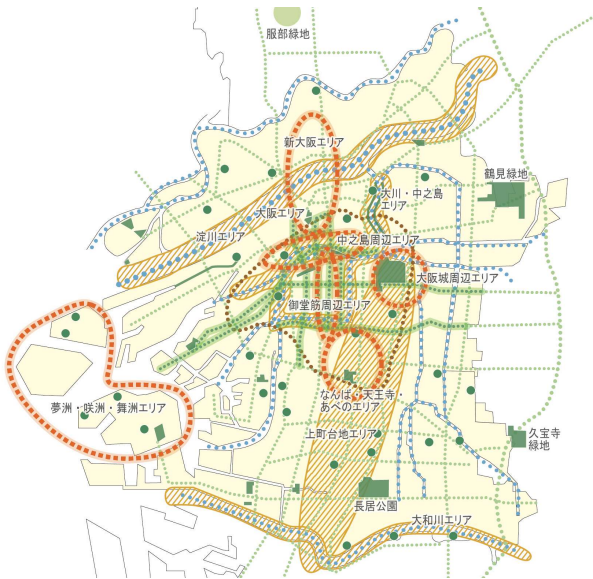 服部緑地
新大阪エリア
鶴見緑地
大川・中之島
エリア
大阪エリア
淀川エリア
中之島周辺エリア
大阪城周辺エリア
御堂筋周辺エリア
なんば・天王寺・
あべのエリア
夢洲・咲洲・舞洲エリア
上町台地エリア
久宝寺
緑地
長居公園
大和川エリア